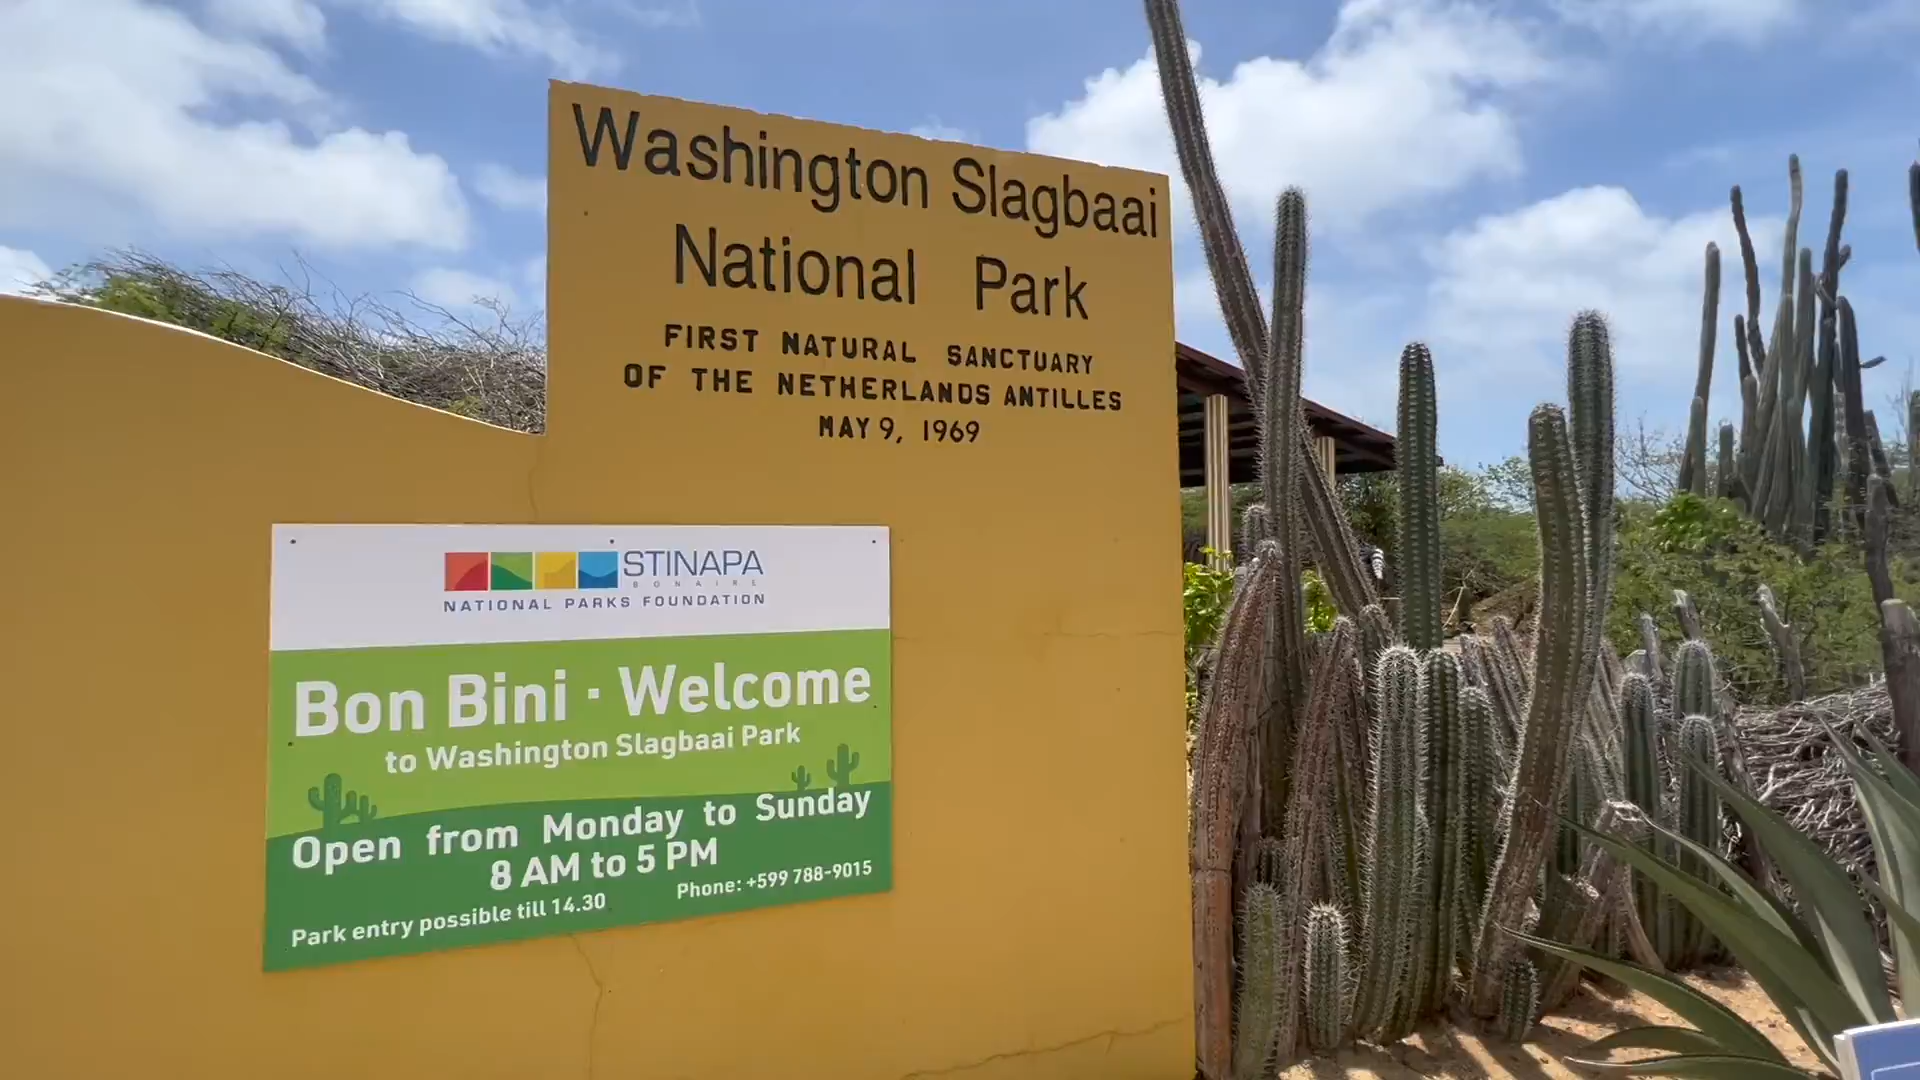 Washington Slagbaai
National Park
FIRST NATURAL SANCTUARY
OF THE NETHERLANDS ANTILLES
MAY 9, 1969
STINAPA
BONAIRE
NATIONAL PARKS FOUNDATION
Bon Bini · Welcome
to Washington Slagbaai Park
Open from Monday to Sunday
8 AM to 5 PM
Phone: +599 788-9015
Park entry possible till 14.30